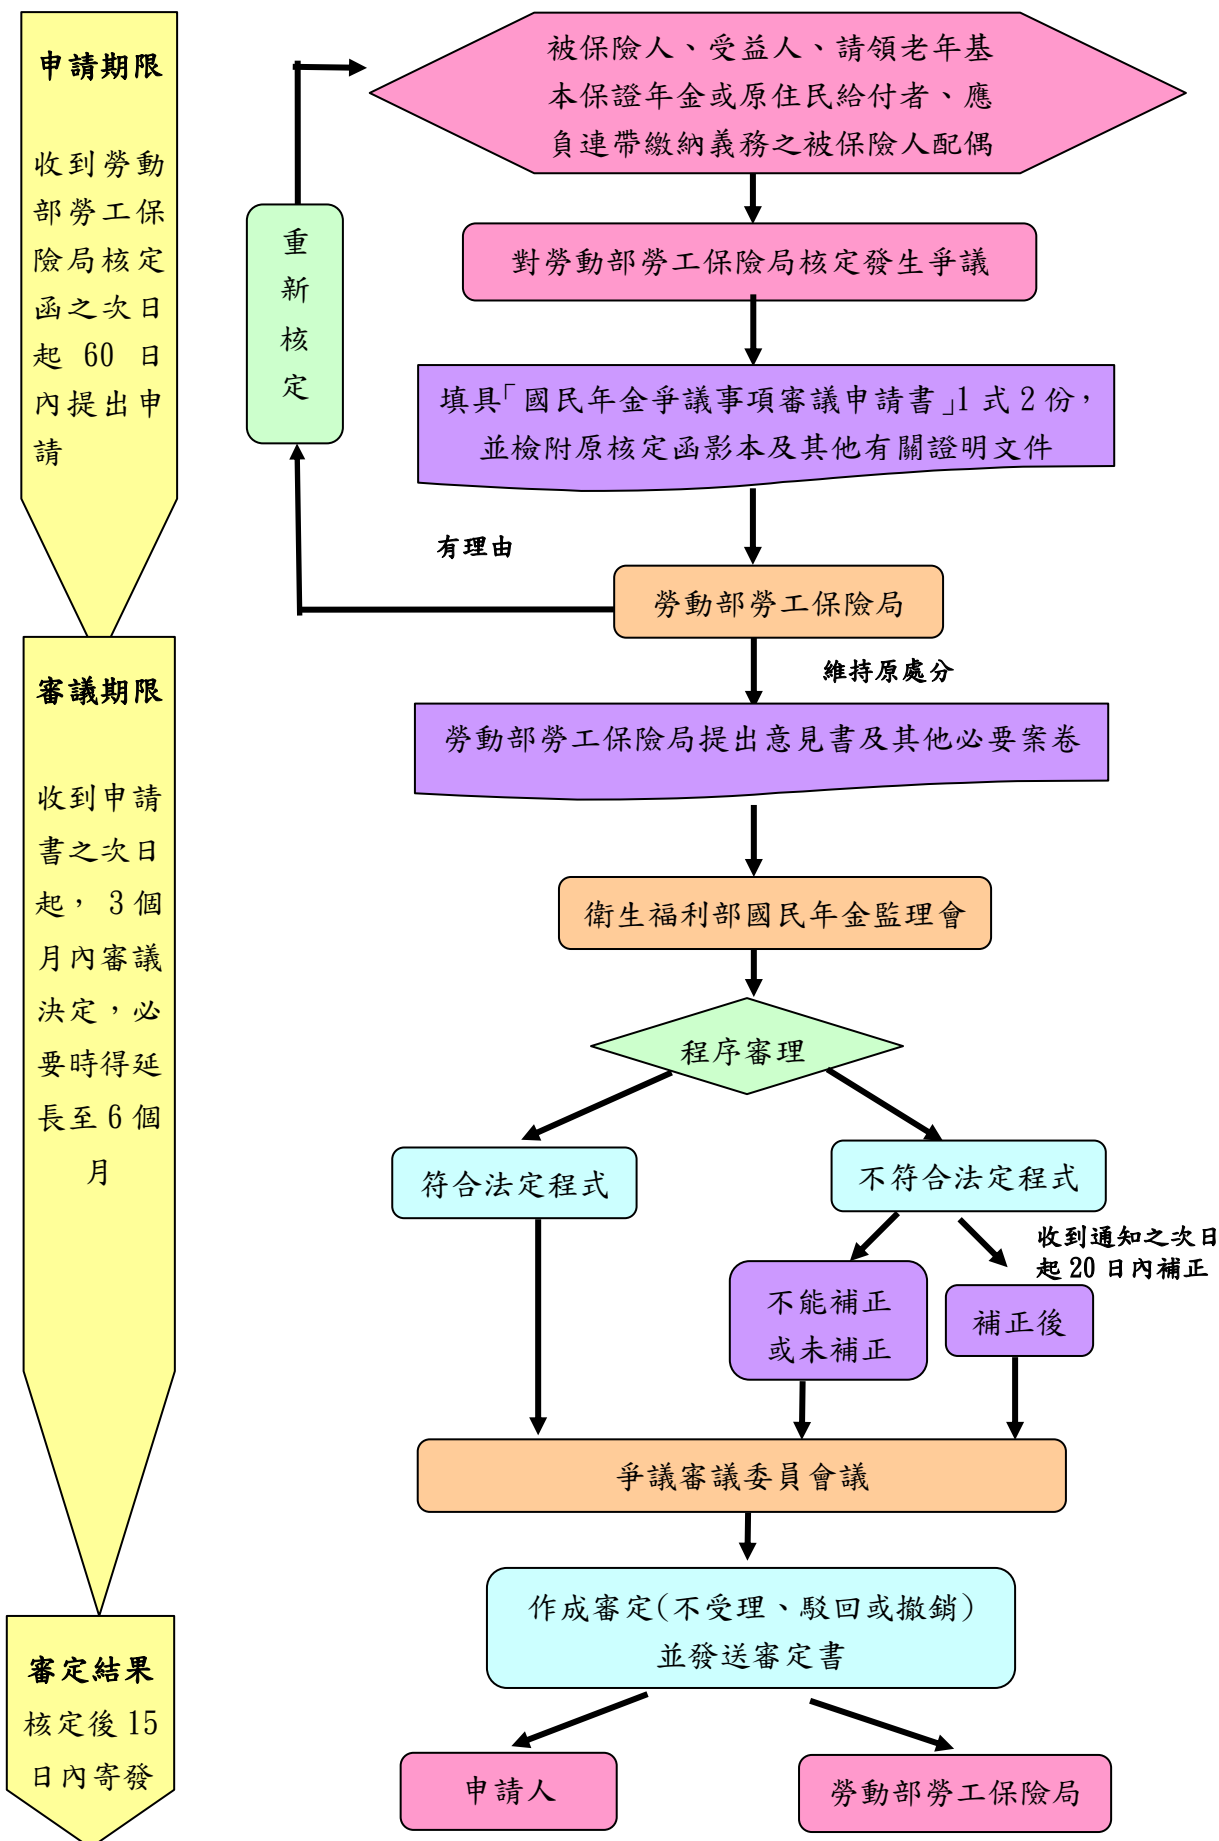 申請期限
收到勞動
部勞工保
險局核定
函之次日
起 60 日
內提出申
請
審議期限
收到申請
書之次日
起， 3 個
月內審議
決定，必
要時得延
長至 6 個
月
審定結果
核定後 15
日內寄發
被保險人、受益人、請領老年基
本保證年金或原住民給付者、應
負連帶繳納義務之被保險人配偶
對勞動部勞工保險局核定發生爭議
重
新
核
定
填具「國民年金爭議事項審議申請書」1 式 2 份，
並檢附原核定函影本及其他有關證明文件
有理由
勞動部勞工保險局
維持原處分
勞動部勞工保險局提出意見書及其他必要案卷
衛生福利部國民年金監理會
程序審理
符合法定程式
不符合法定程式
收到通知之次日
起 20 日內補正
不能補正
或未補正
補正後
爭議審議委員會議
作成審定(不受理、駁回或撤銷)
並發送審定書
申請人
勞動部勞工保險局